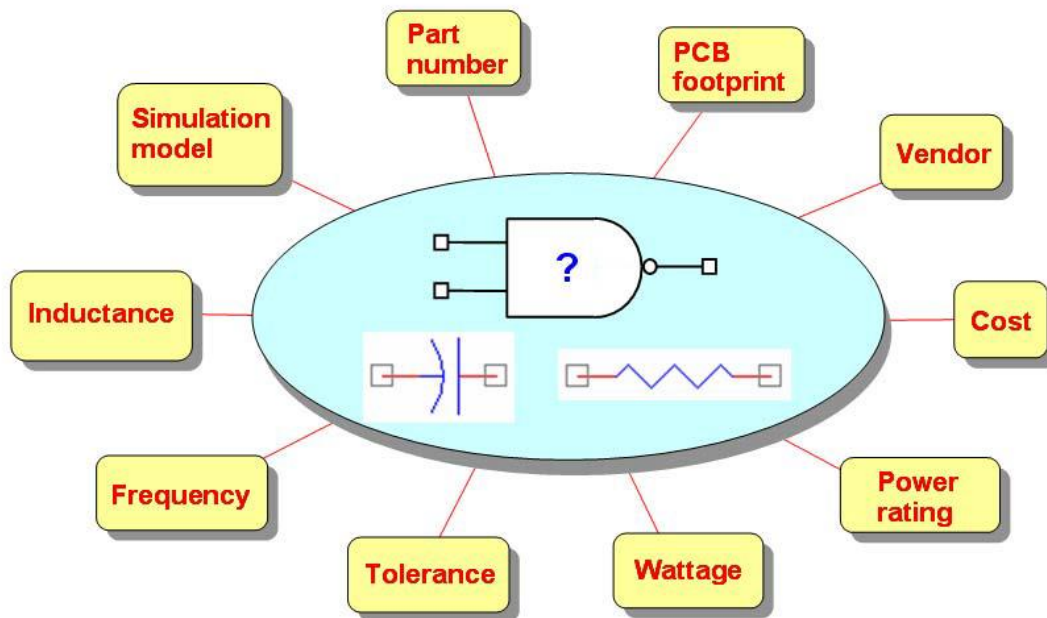 Part
number
PCB
footprint
Simulation
model
Vendor
?
Inductance
Cost
Frequency
Power
rating
Tolerance
Wattage